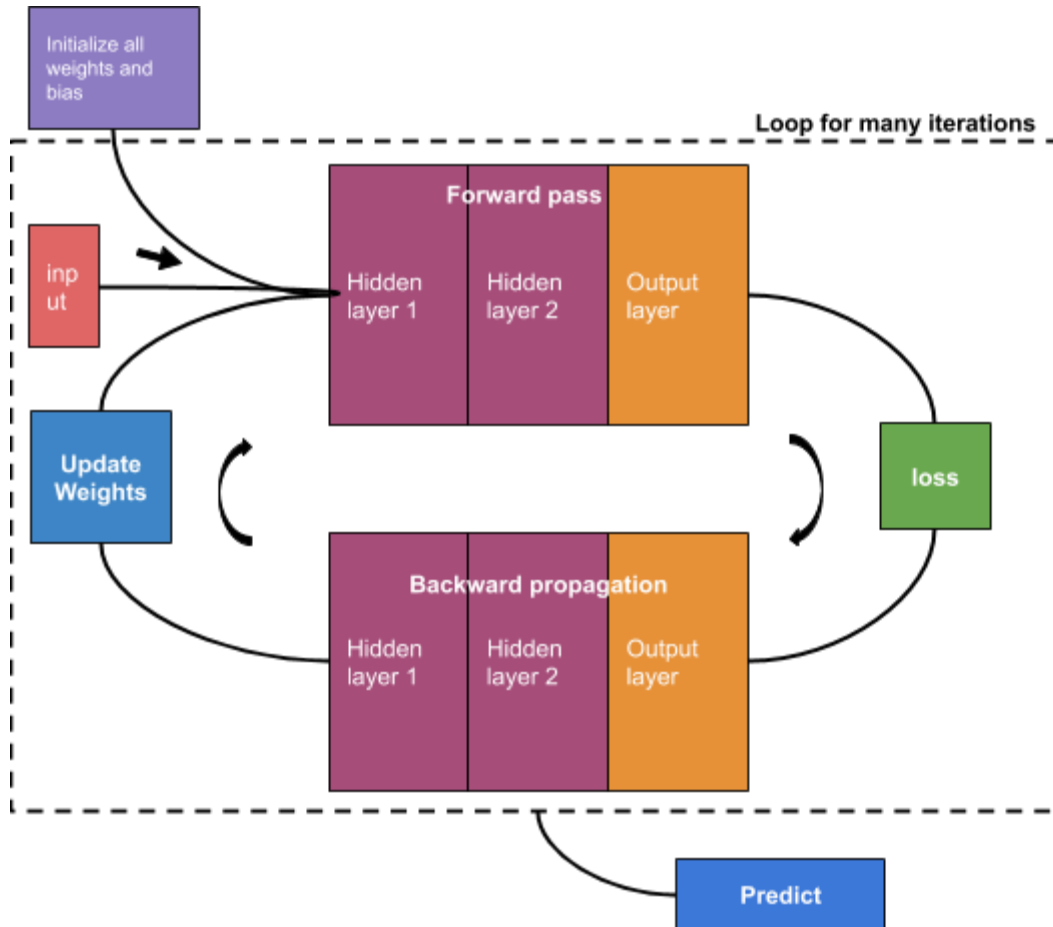 Initialize all
weights and
bias
Loop for many iterations
Forward pass
inp
ut
Hidden
layer 1
Hidden
layer 2
Output
layer
Update
Weights
loss
Backward propagation
Hidden
layer 1
Hidden
layer 2
Output
layer
Predict